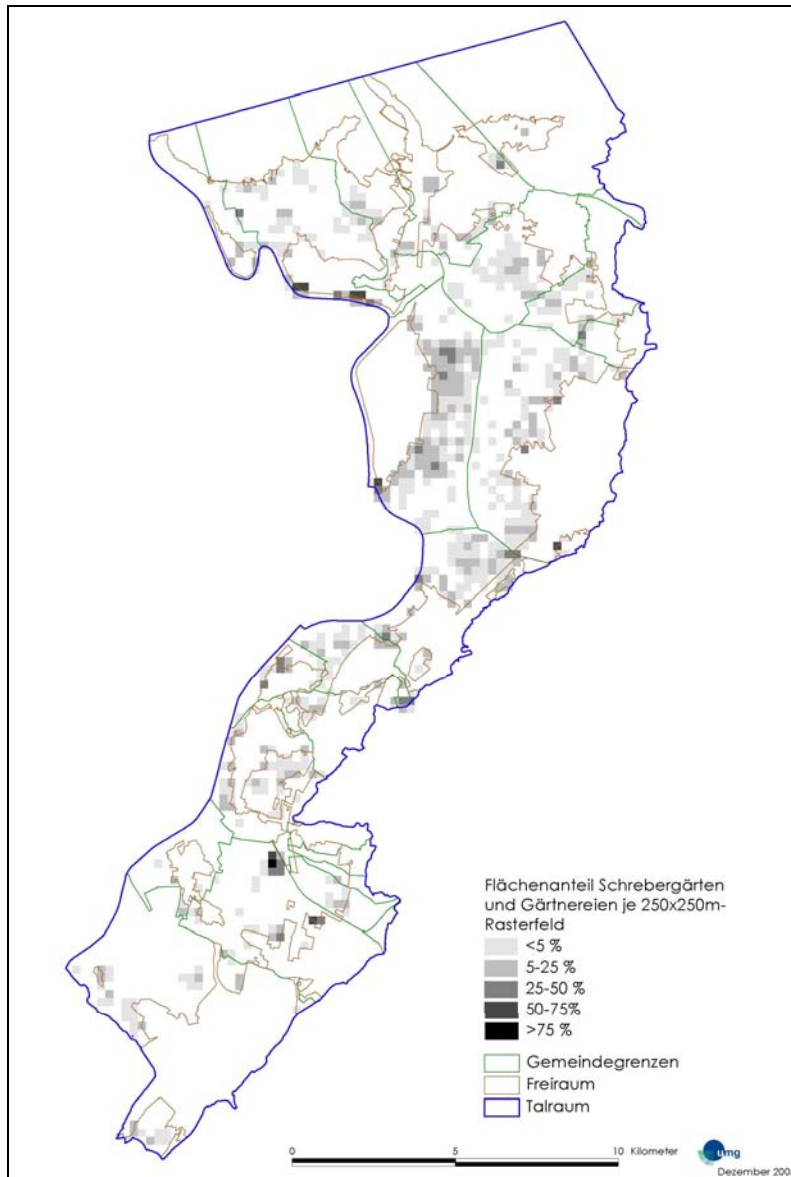 Flächenanteil Schrebergärten
und Gärtnereien je 250x250m-
Rasterfeld
<5 %
5-25 %
25-50 %
50-75%
>75 %
Gemeindegrenzen
Freiraum
Talraum
0 5 10 Kilometer
umg
Dezember